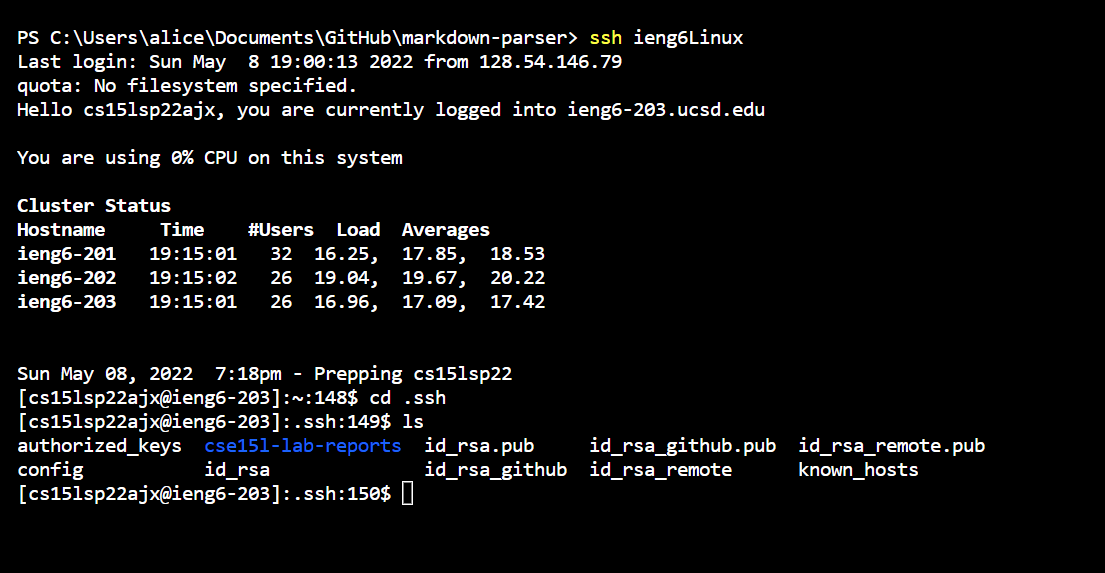 PS C:\Users\alice\Documents\GitHub\markdown-parser> ssh ieng6Linux
Last login: Sun May  8 19:00:13 2022 from 128.54.146.79
quota: No filesystem specified.
Hello cs15lsp22ajx, you are currently logged into ieng6-203.ucsd.edu
You are using 0% CPU on this system
Cluster Status
Hostname     Time    #Users  Load  Averages
ieng6-201   19:15:01   32  16.25,  17.85,  18.53
ieng6-202   19:15:02   26  19.04,  19.67,  20.22
ieng6-203   19:15:01   26  16.96,  17.09,  17.42
Sun May 08, 2022  7:18pm - Prepping cs15lsp22
[cs15lsp22ajx@ieng6-203]:~:148$ cd .ssh
[cs15lsp22ajx@ieng6-203]:.ssh:149$ ls
authorized_keys  cse15l-lab-reports  id_rsa.pub     id_rsa_github.pub  id_rsa_remote.pub
config           id_rsa              id_rsa_github  id_rsa_remote      known_hosts
[cs15lsp22ajx@ieng6-203]:.ssh:150$